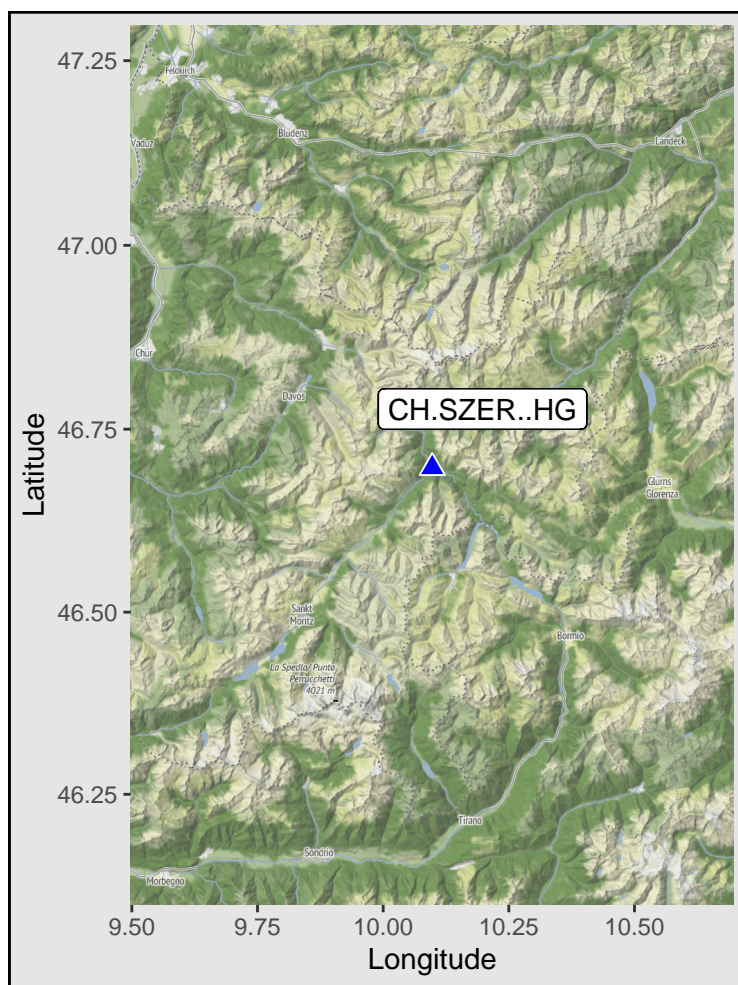 47.25
Feldkirch
Bludenz
Vaduz
Landeck
47.00
Chur
Davos
46.75
CH.SZER..HG
Glurns
Glorenza
Latitude
46.50
Sankt
Moritz
Bormio
La Spedla/ Punta
Perrucchetti
4021 m
46.25
Tirano
Sondrio
Morbegno
9.50 9.75 10.00 10.25 10.50
Longitude